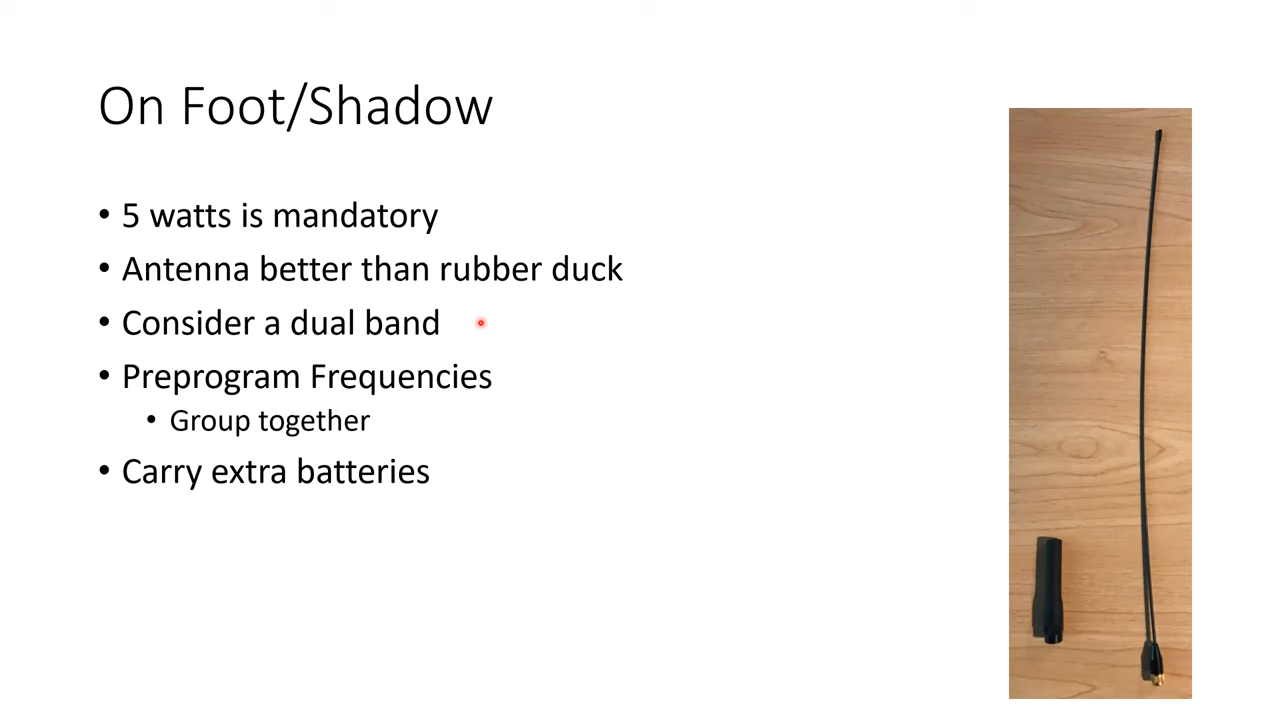 On Foot/Shadow
• 5 watts is mandatory
• Antenna better than rubber duck
• Consider a dual band
• Preprogram Frequencies
• Group together
• Carry extra batteries